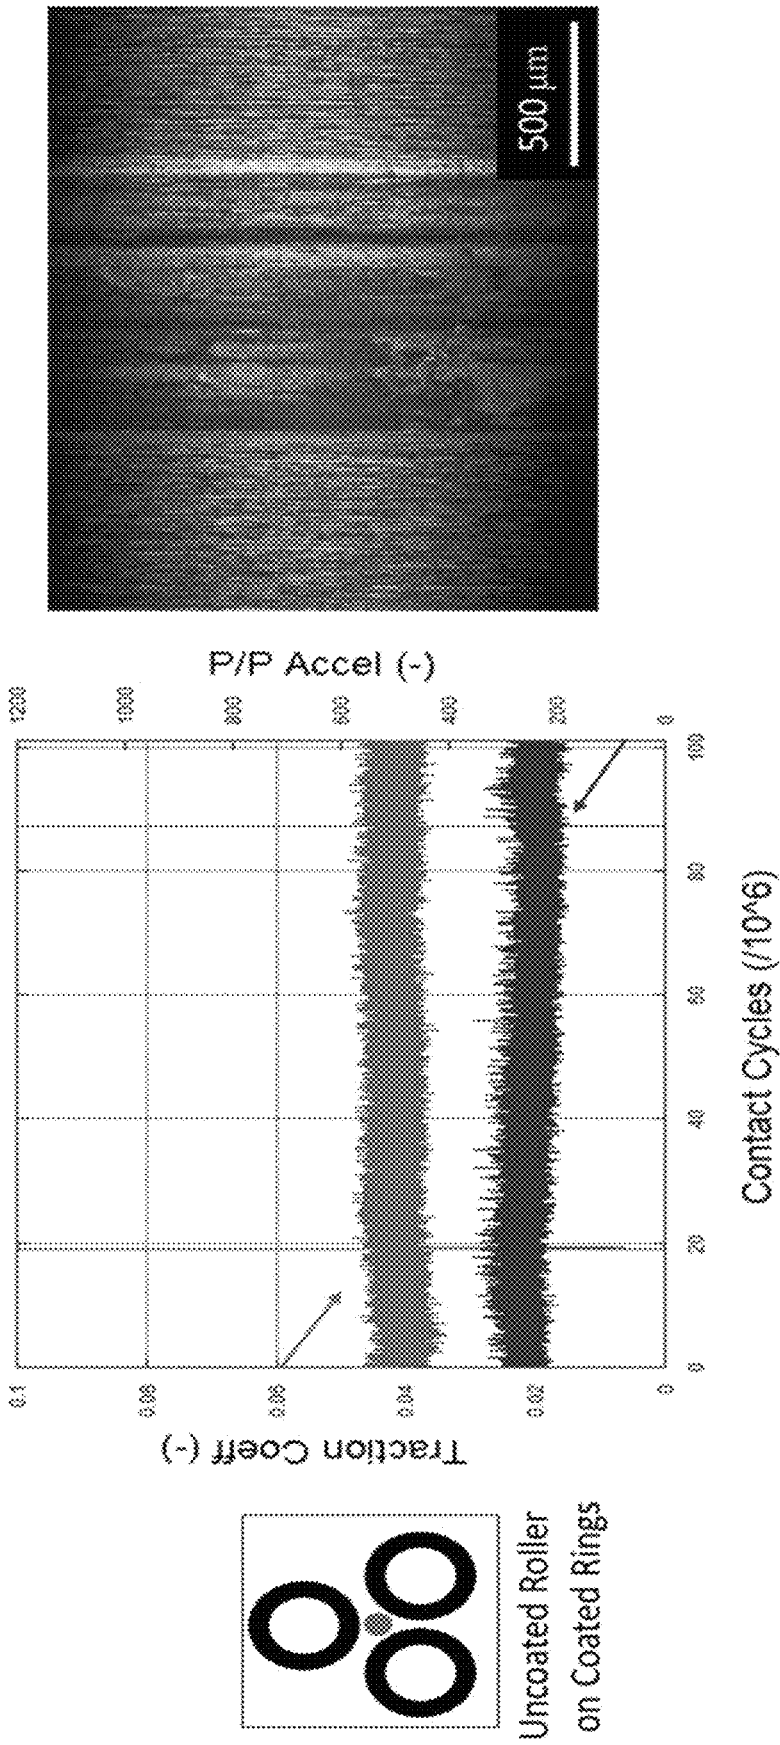 Uncoated Roller
on Coated Rings
Traction Coeff (-)
0.1
0.08
0.06
0.04
0.02
0
0 20 40 60 80 100
Contact Cycles (/10^6)
1200
1000
800
600
400
200
0
P/P Accel (-)
500 µm